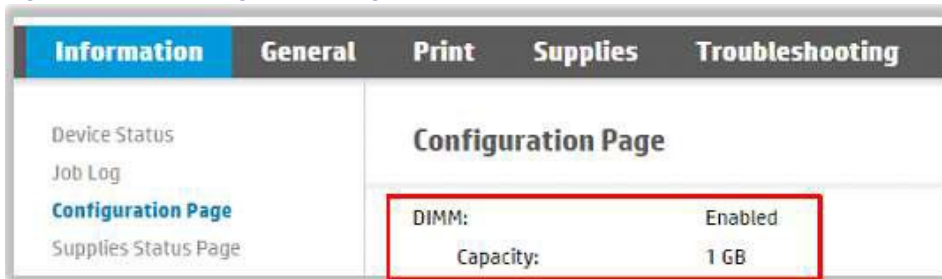 Information General Print Supplies Troubleshooting
Device Status
Job Log
Configuration Page
Supplies Status Page
Configuration Page
DIMM: Enabled
Capacity: 1 GB